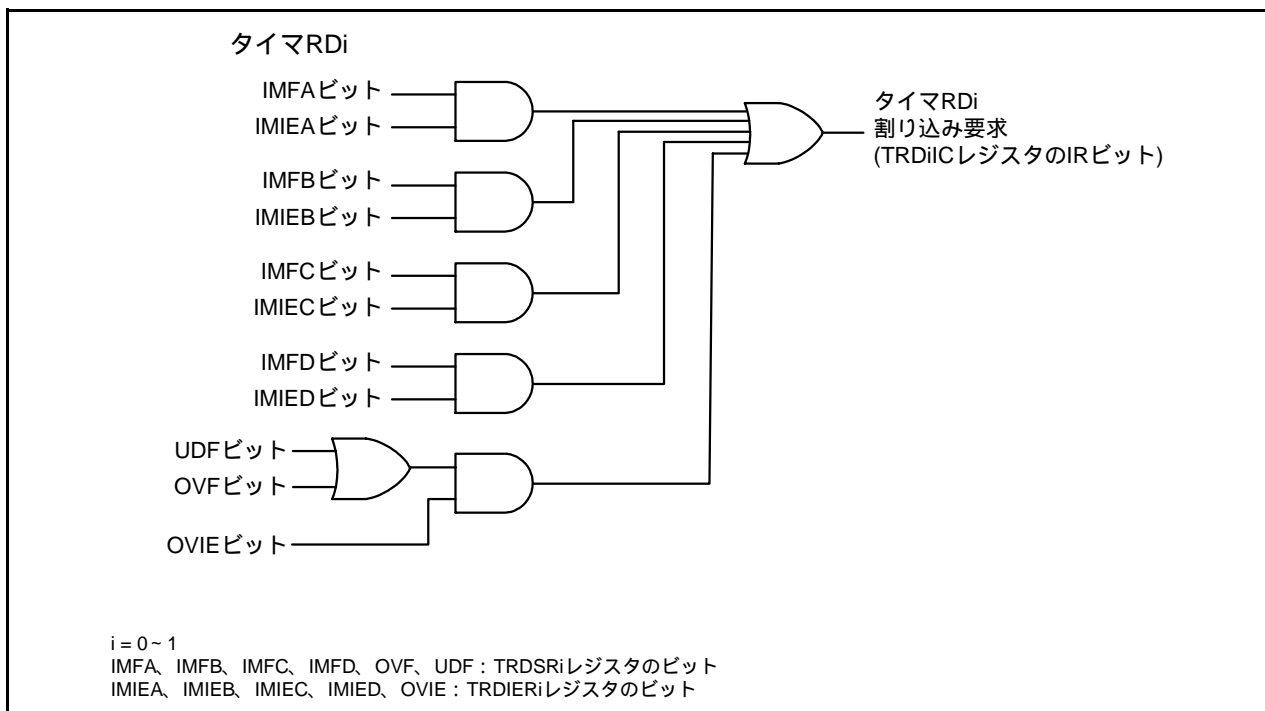 タイマRDi
IMFAビット
IMIEAビット
IMFBビット
IMIEBビット
IMFCビット
IMIECビット
IMFDビット
IMIEDビット
UDFビット
OVFビット
OVIEビット
タイマRDi
割り込み要求
(TRDiICレジスタのIRビット)
i = 0~1
IMFA、IMFB、IMFC、IMFD、OVF、UDF：TRDSRiレジスタのビット
IMIEA、IMIEB、IMIEC、IMIED、OVIE：TRDIERiレジスタのビット